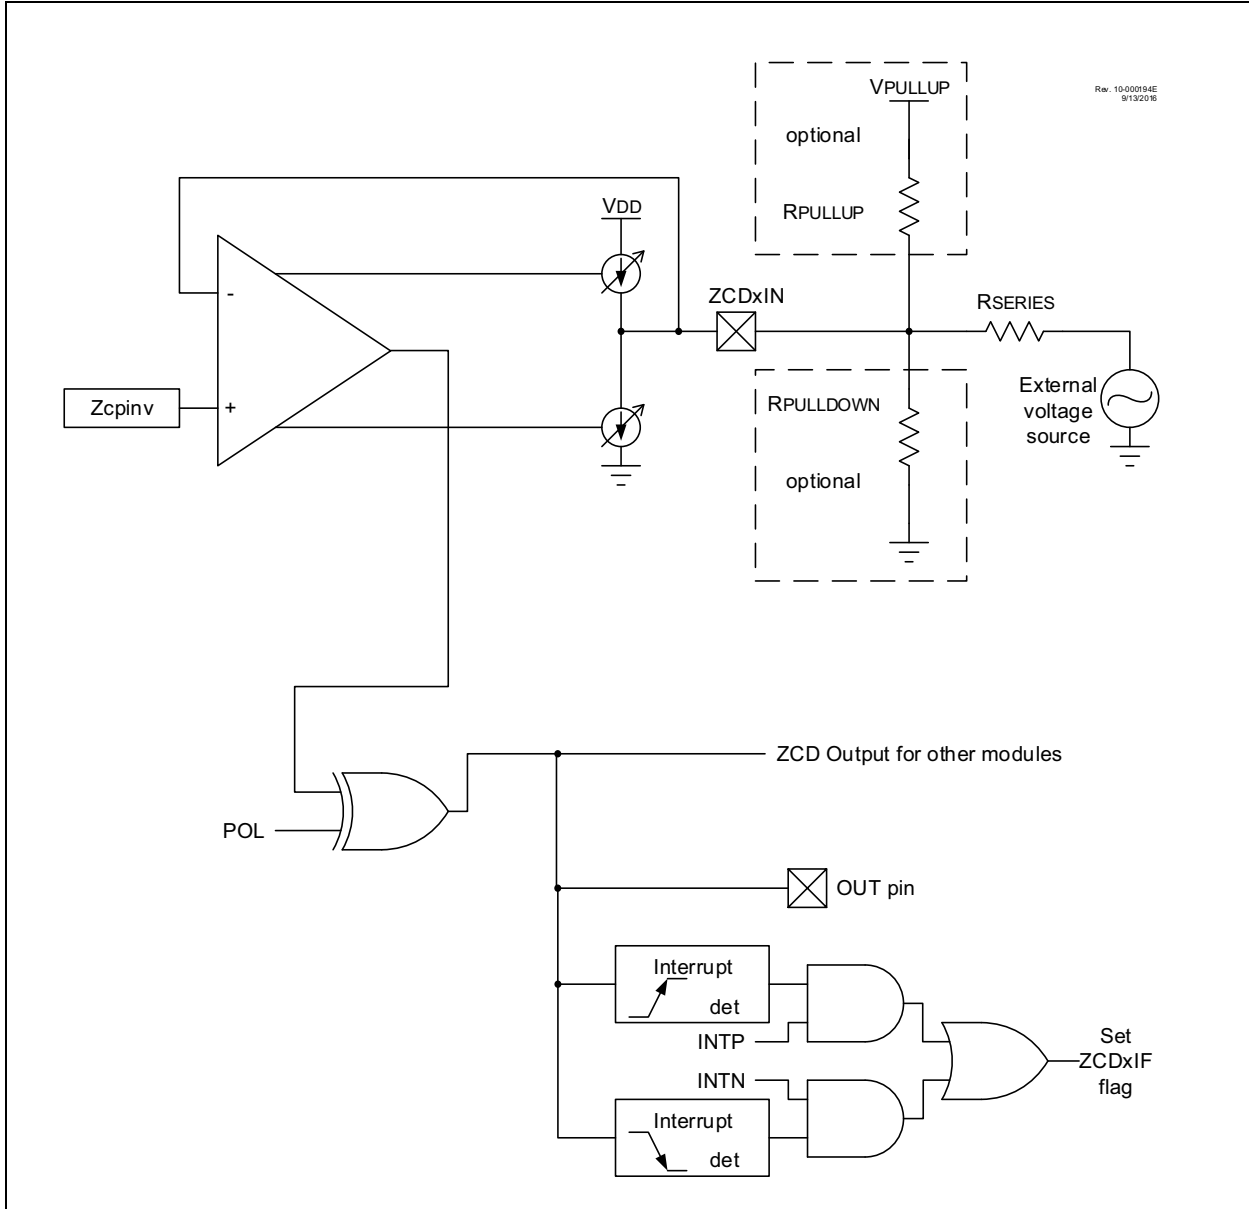 VPULLUP
Rev. 10-000194E
9/13/2016
optional
RPULLUP
VDD
ZCDxIN
RSERIES
-
Zcpinv
+
RPULLDOWN
External
voltage
source
optional
ZCD Output for other modules
POL
OUT pin
Interrupt
det
INTP
INTN
Set
ZCDxIF
flag
Interrupt
det